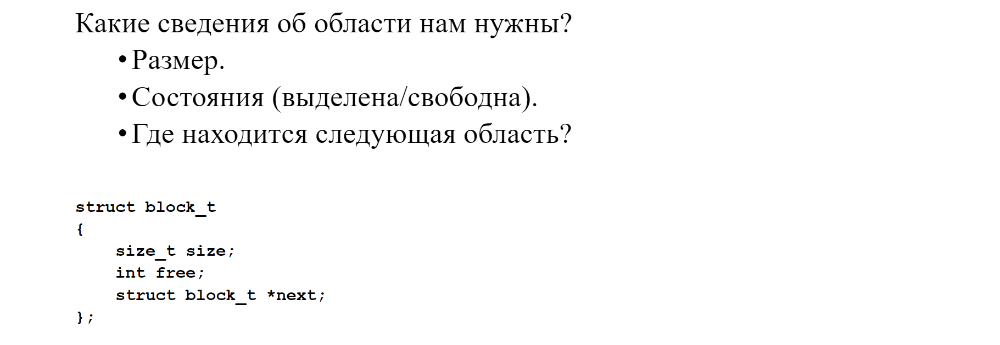 Какие сведения об области нам нужны?
• Размер.
• Состояния (выделена/свободна).
• Где находится следующая область?
struct block_t
{
    size_t size;
    int free;
    struct block_t *next;
};